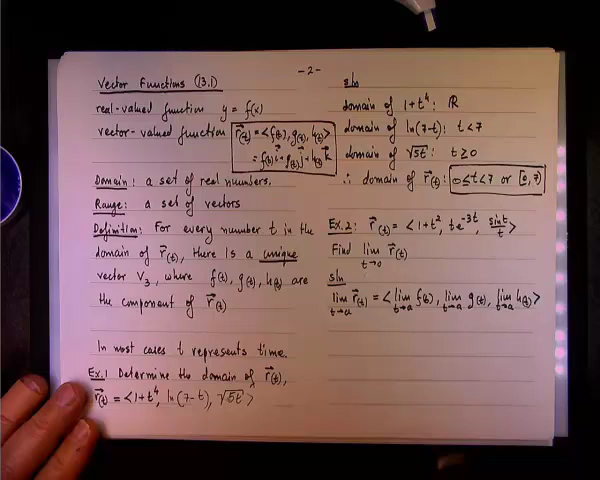 -2-
Vector Functions (13.1)
real-valued function y = f(x)
vector-valued function r⃗(t) = <f(t), g(t), h(t)>
= f(t) i⃗ + g(t) j⃗ + h(t) k⃗
Domain: a set of real numbers.
Range: a set of vectors
Definition: For every number t in the
domain of r⃗(t), there is a unique
vector V₃, where f(t), g(t), h(t) are
the component of r⃗(t)
In most cases t represents time.
Ex.1 Determine the domain of r⃗(t),
r⃗(t) = <1+t⁴, ln(7-t), √5t>
sln
domain of 1+t⁴: ℝ
domain of ln(7-t): t<7
domain of √5t: t≥0
∴ domain of r⃗(t): 0≤t<7 or [0,7)
Ex.2: r⃗(t) = <1+t², te⁻³ᵗ, sint/t>
Find lim t→0 r⃗(t)
sln
lim t→a r⃗(t) = <lim t→a f(t), lim t→a g(t), lim t→a h(t)>